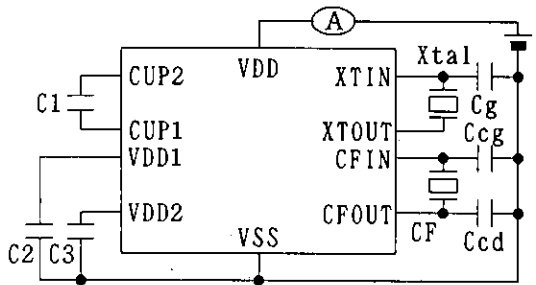 A
VDD
Xtal
CUP2
XTIN
C1
Cg
CUP1
XTOUT
Ccg
VDD1
CFIN
VDD2
CFOUT
VSS
CF
Ccd
C2
C3